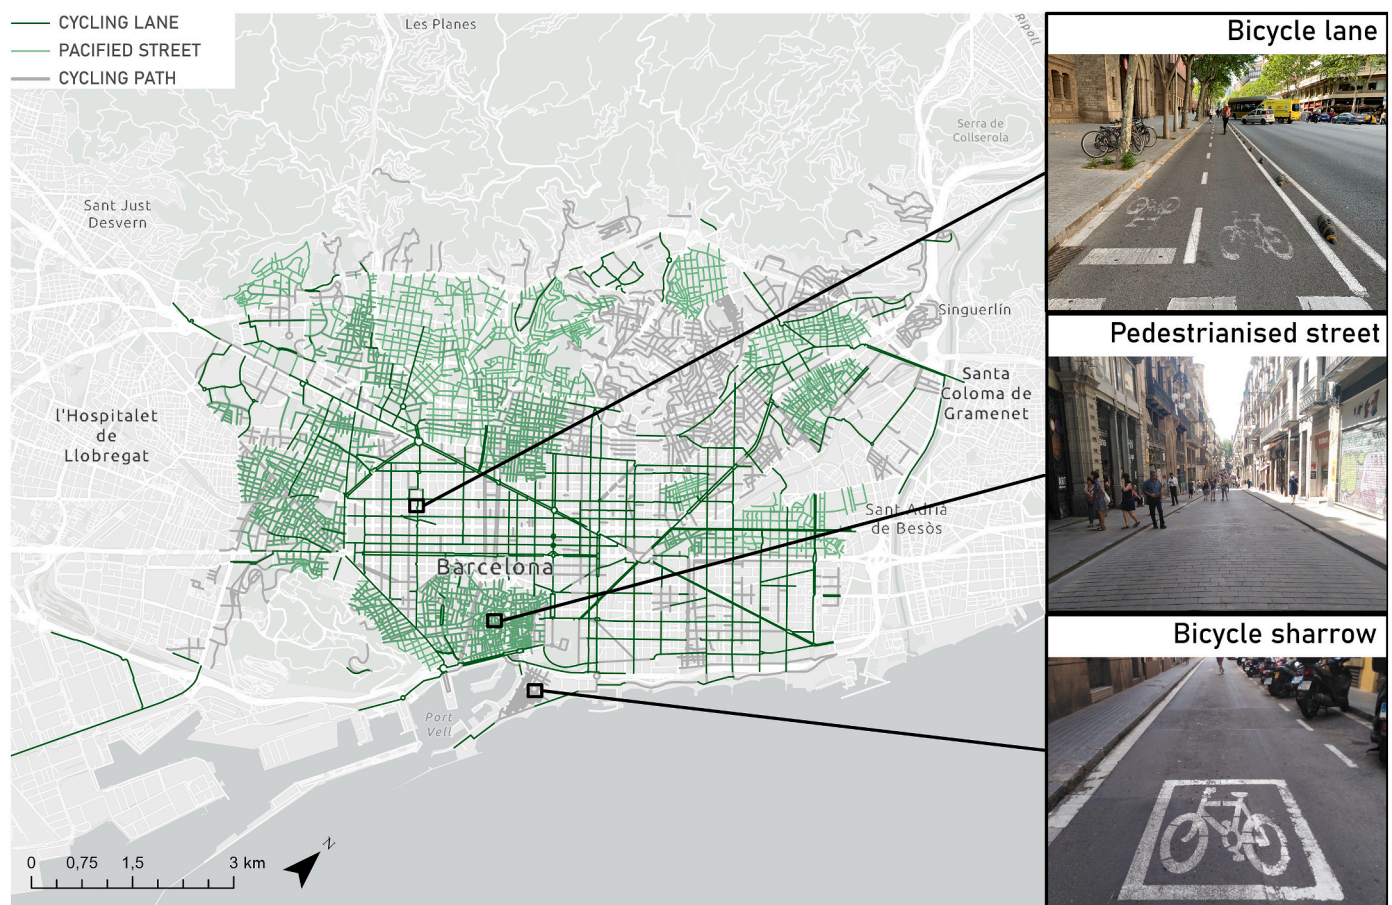 CYCLING LANE
PACIFIED STREET
CYCLING PATH
Les Planes
Ripoll
Serra de
Collserola
Sant Just
Desvern
Singuerlín
Santa
Coloma de
Gramenet
l'Hospitalet
de
Llobregat
Sant Adrià
de Besòs
Barcelona
Port
Vell
0 0,75 1,5 3 km
N
Bicycle lane
Pedestrianised street
Bicycle sharrow